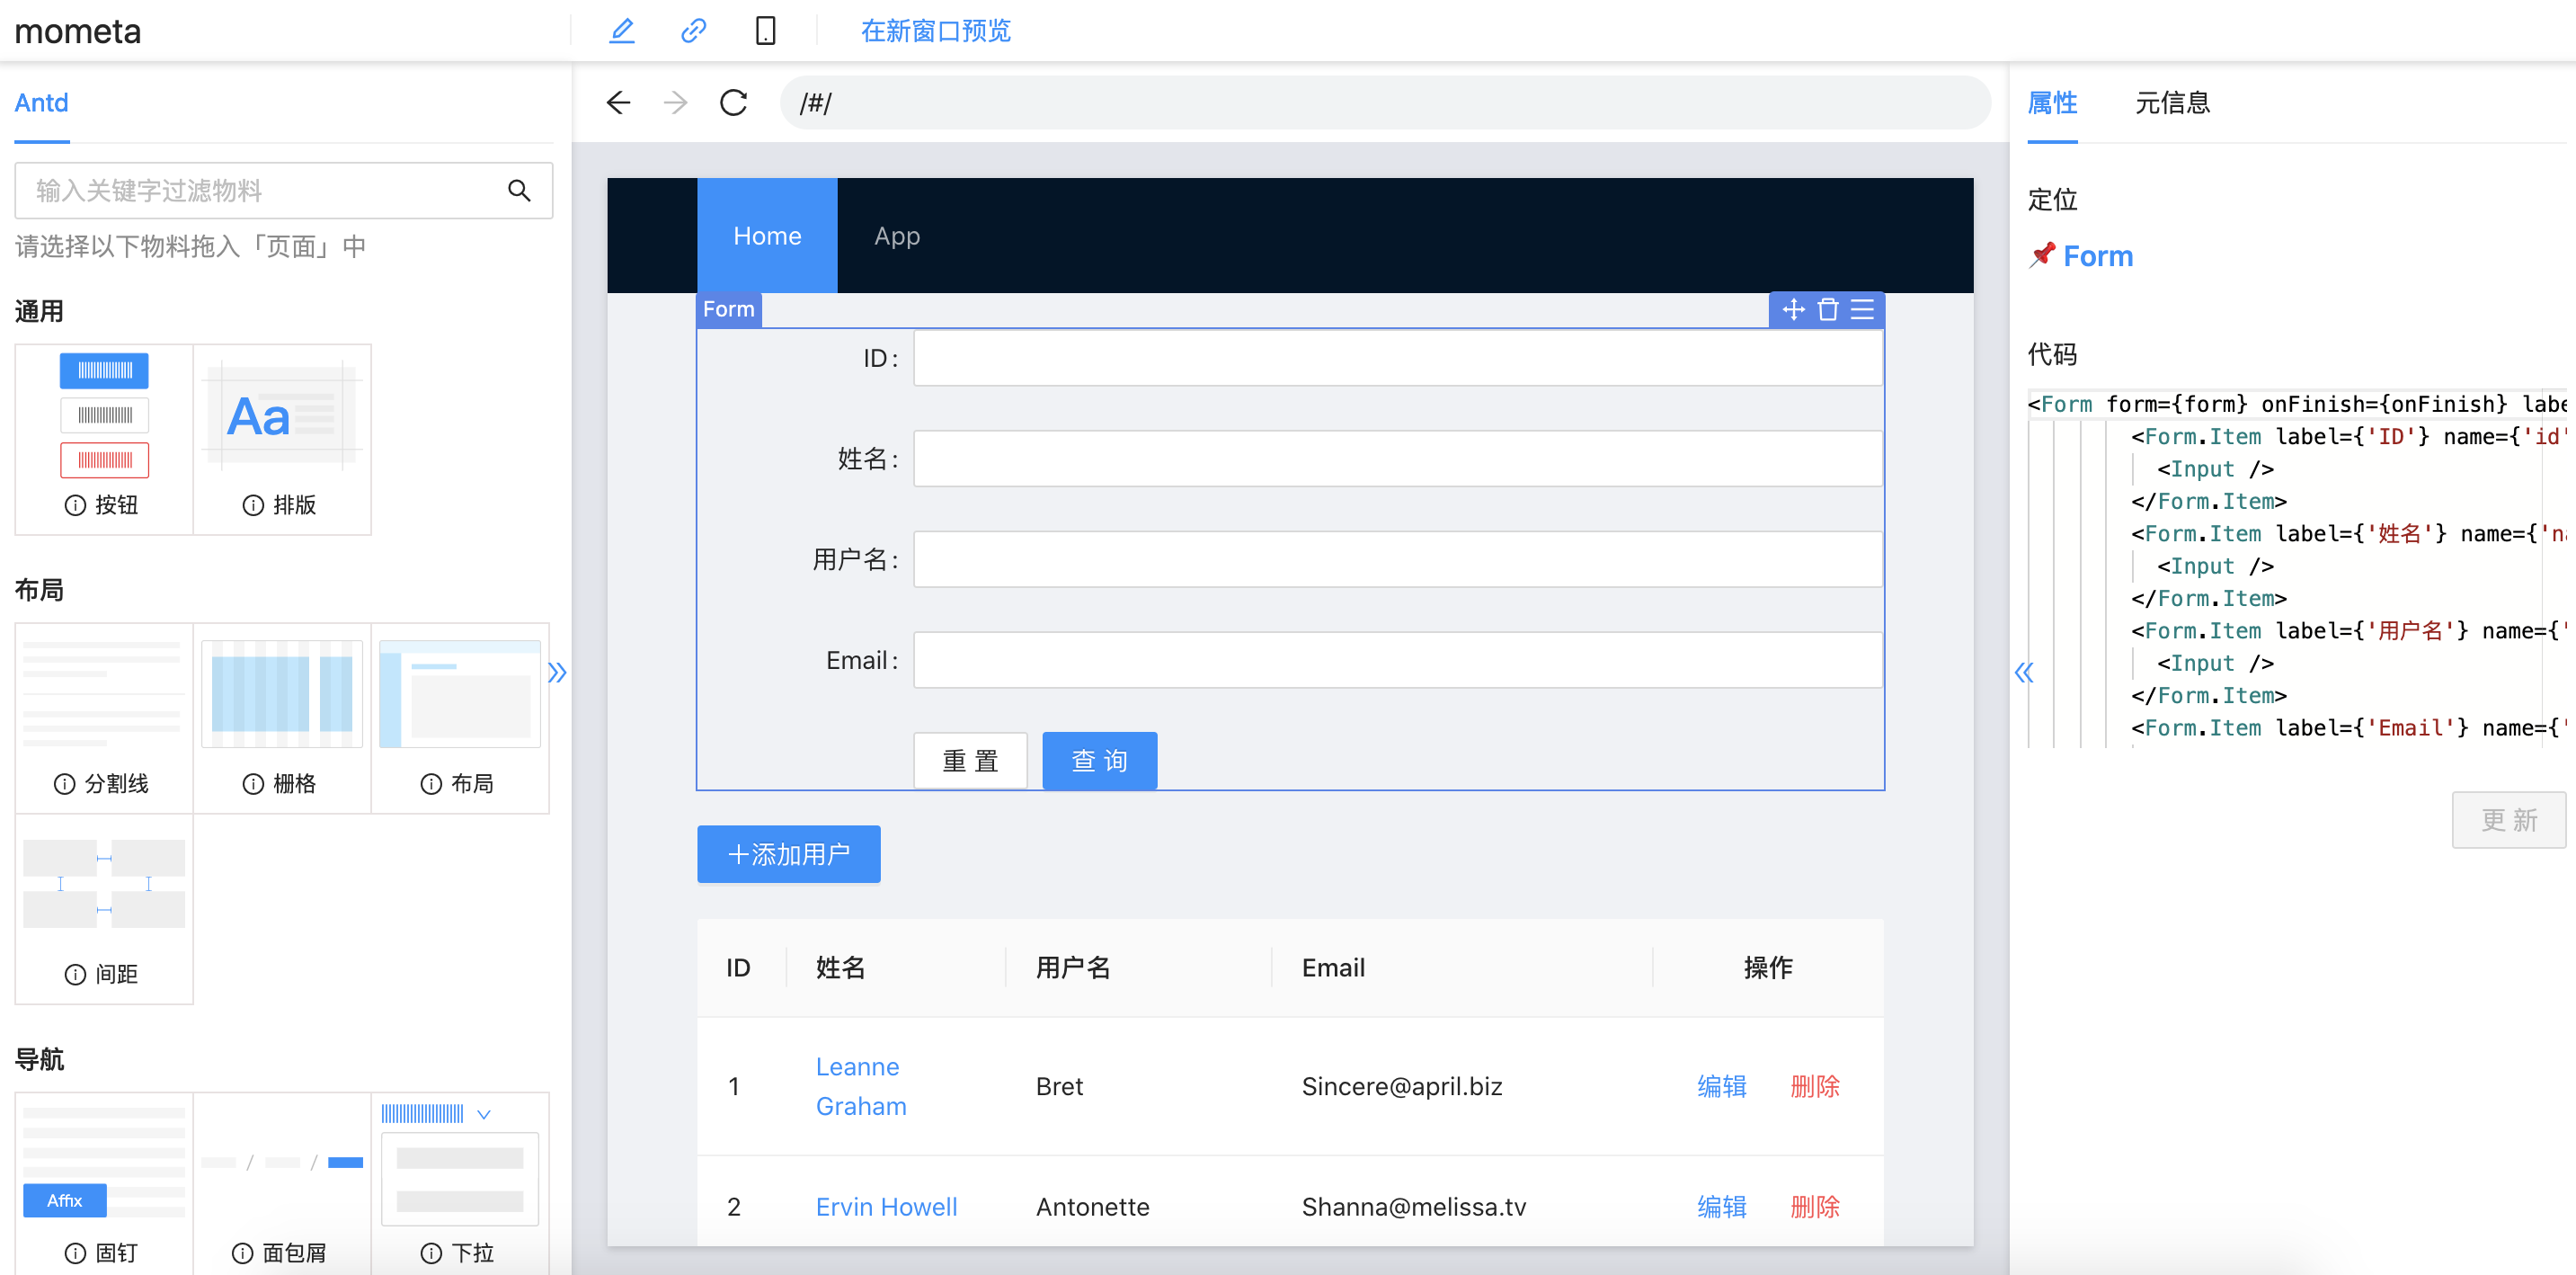 mometa
在新窗口预览
Antd
输入关键字过滤物料
请选择以下物料拖入「页面」中
通用
按钮
排版
布局
Aa
分割线
栅格
布局
间距
导航
Affix
固钉
面包屑
下拉
/#/
Home
App
Form
ID:
姓名:
用户名:
Email:
重 置
查 询
+添加用户
ID
姓名
用户名
Email
操作
1
Leanne
Graham
Bret
Sincere@april.biz
编辑
删除
2
Ervin Howell
Antonette
Shanna@melissa.tv
编辑
删除
属性
元信息
定位
Form
代码
<Form form={form} onFinish={onFinish} labe
<Form.Item label={'ID'} name={'id'
<Input />
</Form.Item>
<Form.Item label={'姓名'} name={'na
<Input />
</Form.Item>
<Form.Item label={'用户名'} name={'
<Input />
</Form.Item>
<Form.Item label={'Email'} name={'
更 新